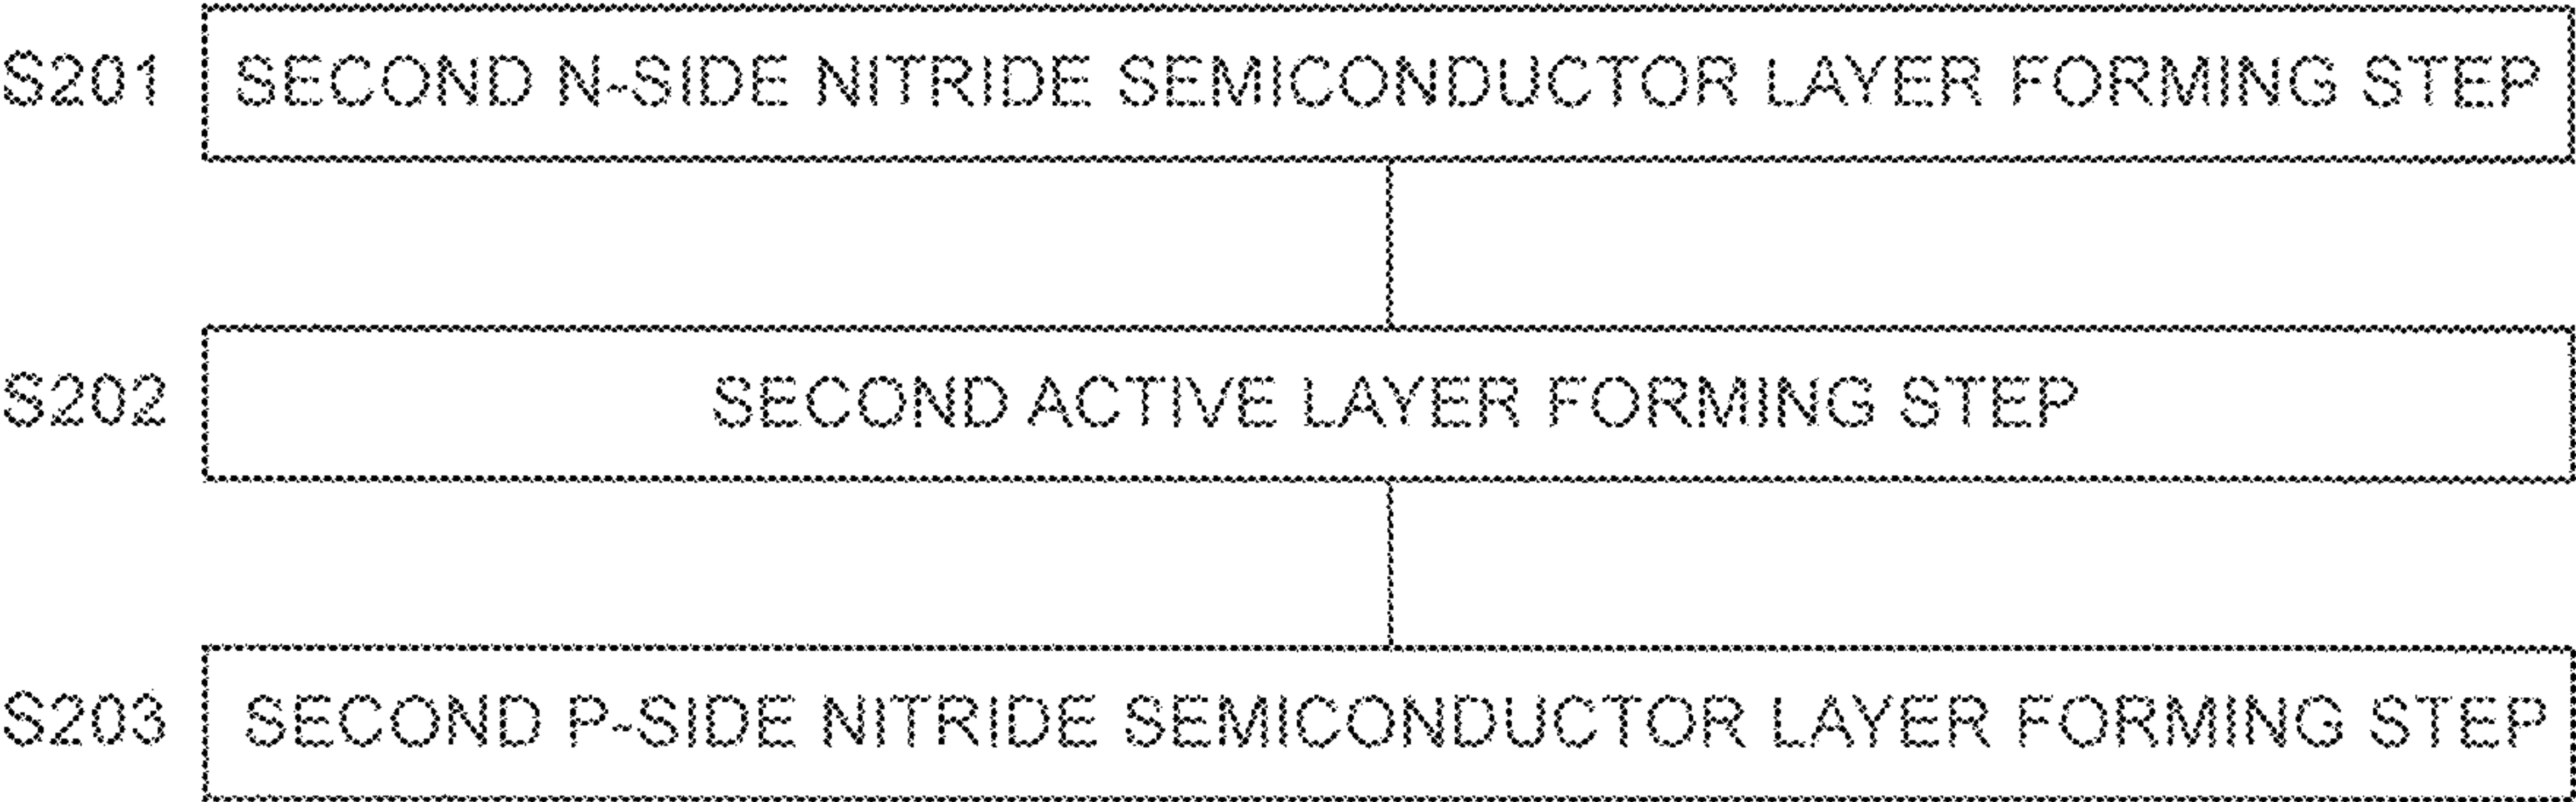 S201 SECOND N-SIDE NITRIDE SEMICONDUCTOR LAYER FORMING STEP
S202 SECOND ACTIVE LAYER FORMING STEP
S203 SECOND P-SIDE NITRIDE SEMICONDUCTOR LAYER FORMING STEP